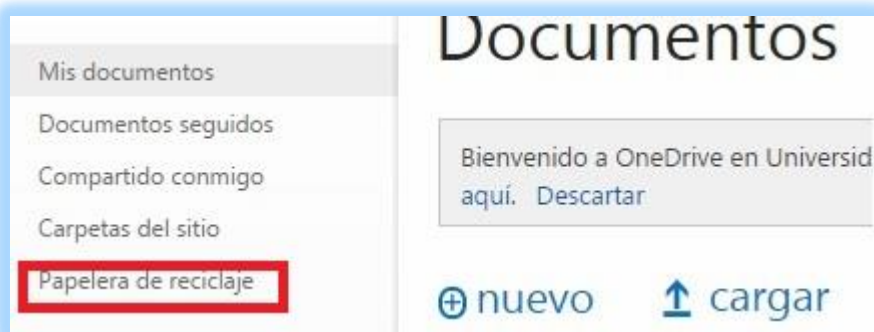 Mis documentos
Documentos seguidos
Compartido conmigo
Carpetas del sitio
Papelera de reciclaje
Documentos
Bienvenido a OneDrive en Universid
aquí. Descartar
nuevo cargar